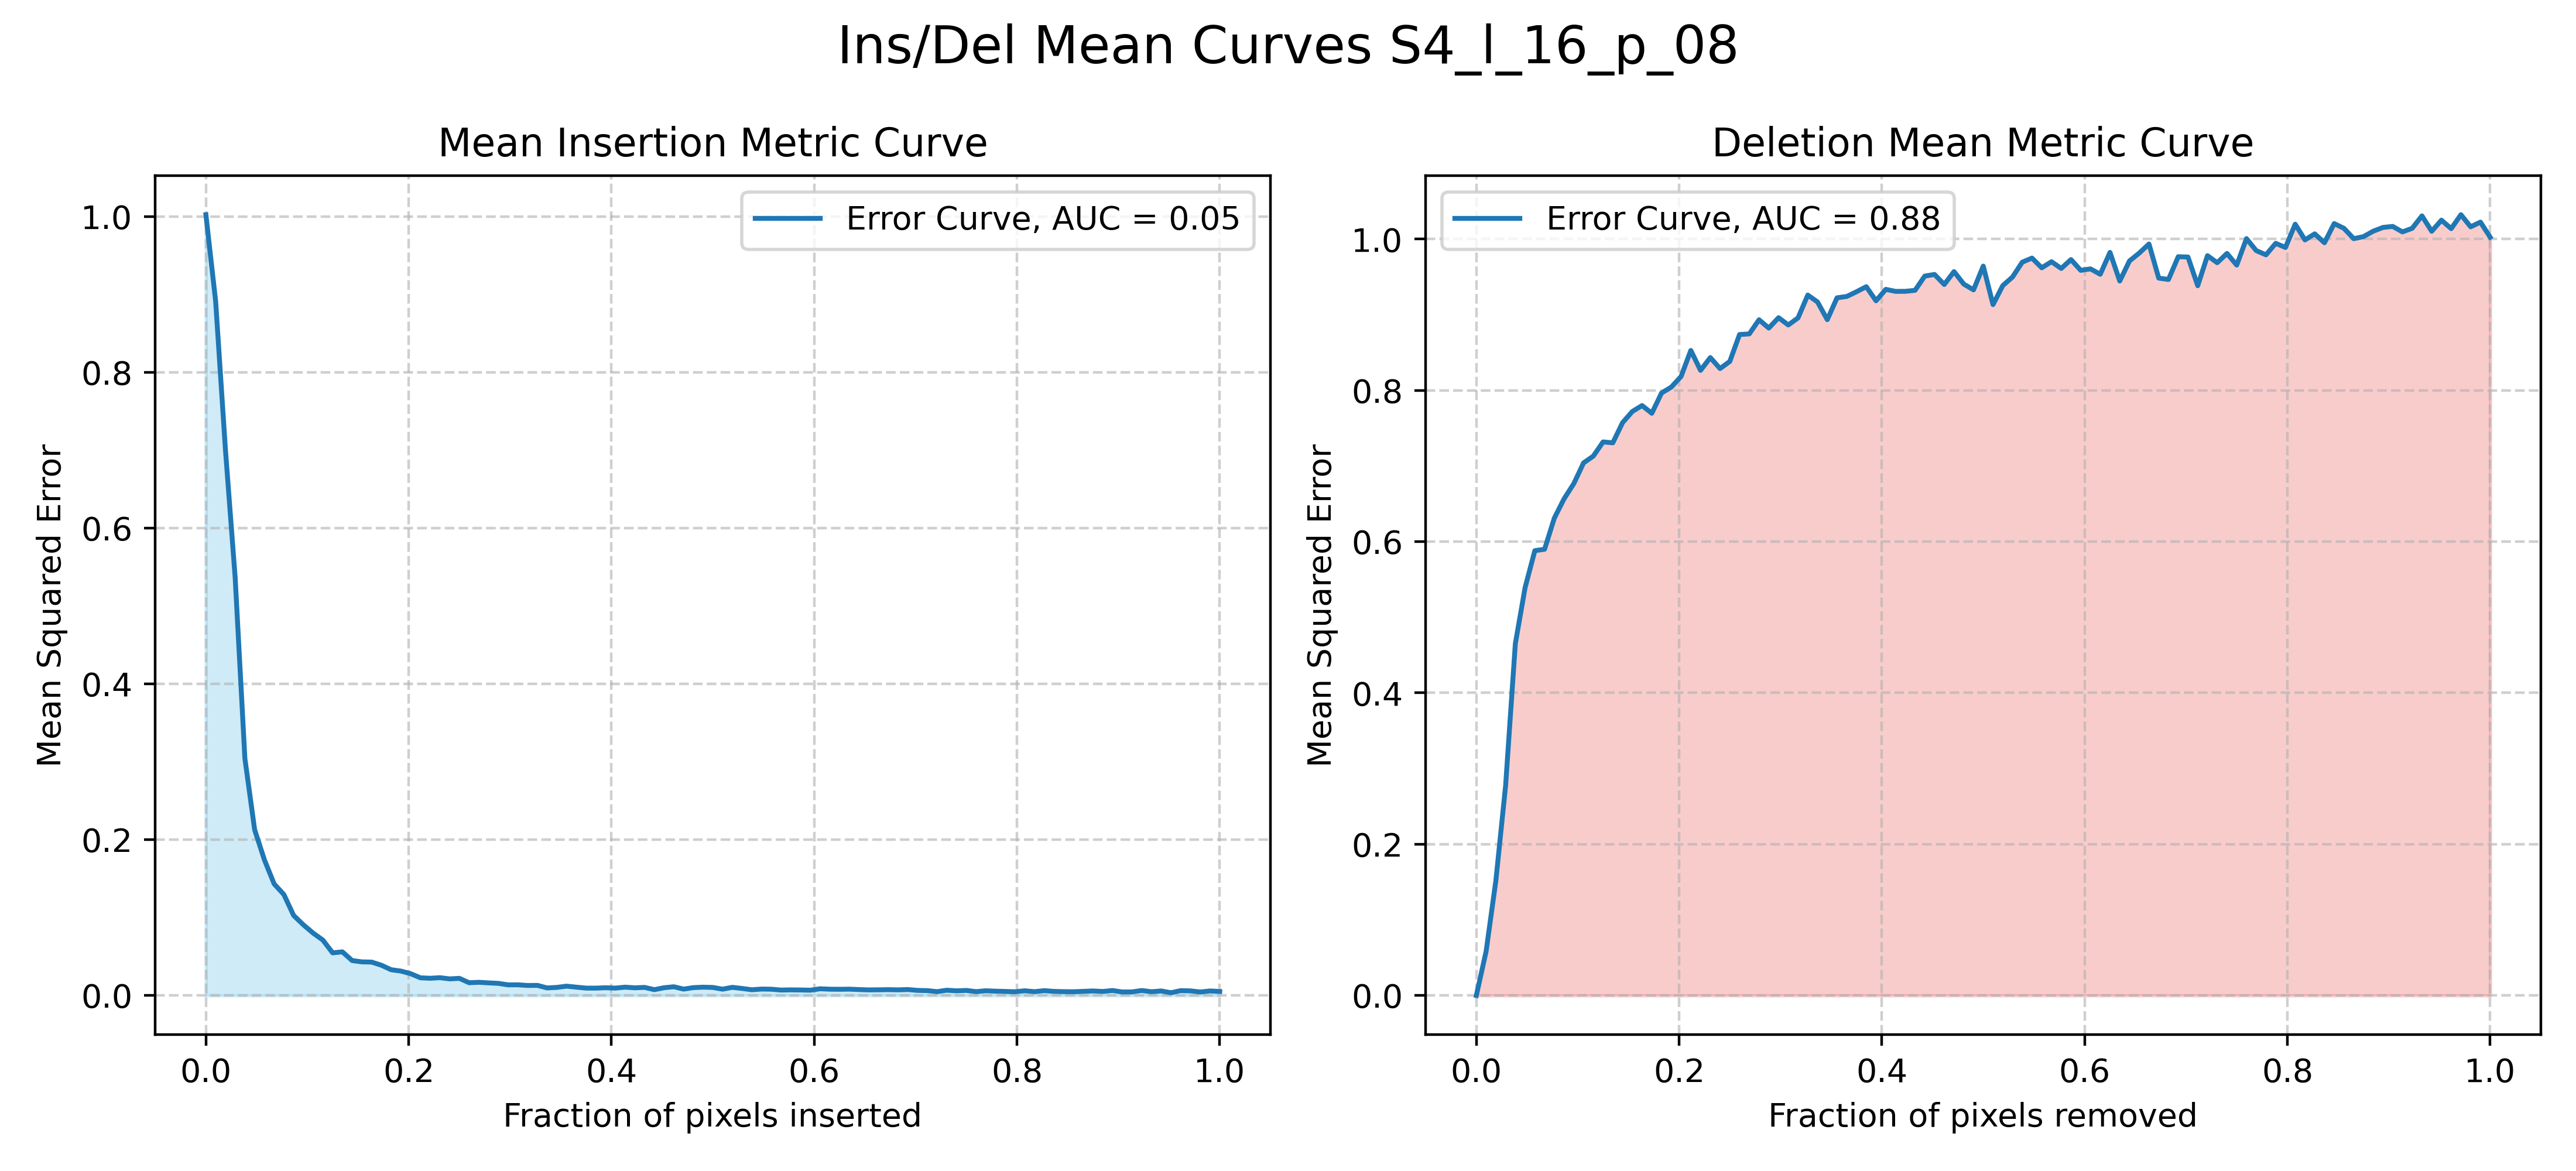 Ins/Del Mean Curves S4_l_16_p_08
Mean Insertion Metric Curve
Error Curve, AUC = 0.05
Mean Squared Error
1.0
0.8
0.6
0.4
0.2
0.0
0.0 0.2 0.4 0.6 0.8 1.0
Fraction of pixels inserted
Deletion Mean Metric Curve
Error Curve, AUC = 0.88
Mean Squared Error
1.0
0.8
0.6
0.4
0.2
0.0
0.0 0.2 0.4 0.6 0.8 1.0
Fraction of pixels removed